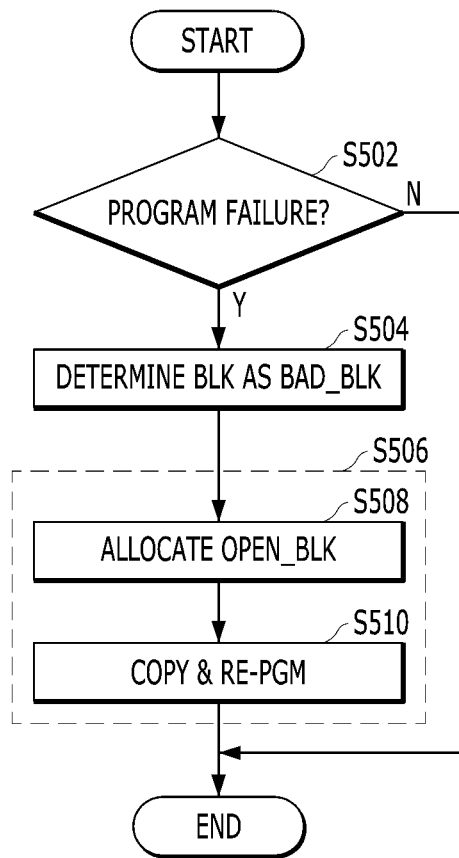 START
S502
PROGRAM FAILURE?
N
Y
S504
DETERMINE BLK AS BAD_BLK
S506
S508
ALLOCATE OPEN_BLK
S510
COPY & RE-PGM
END